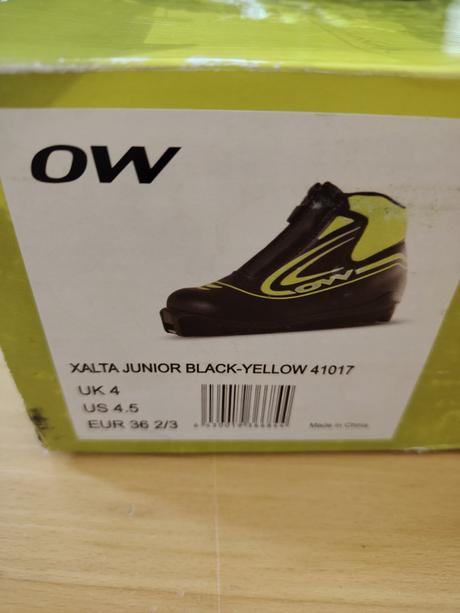 OW
OW
XALTA JUNIOR BLACK-YELLOW 41017
UK 4
US 4.5
EUR 36 2/3
Made in China